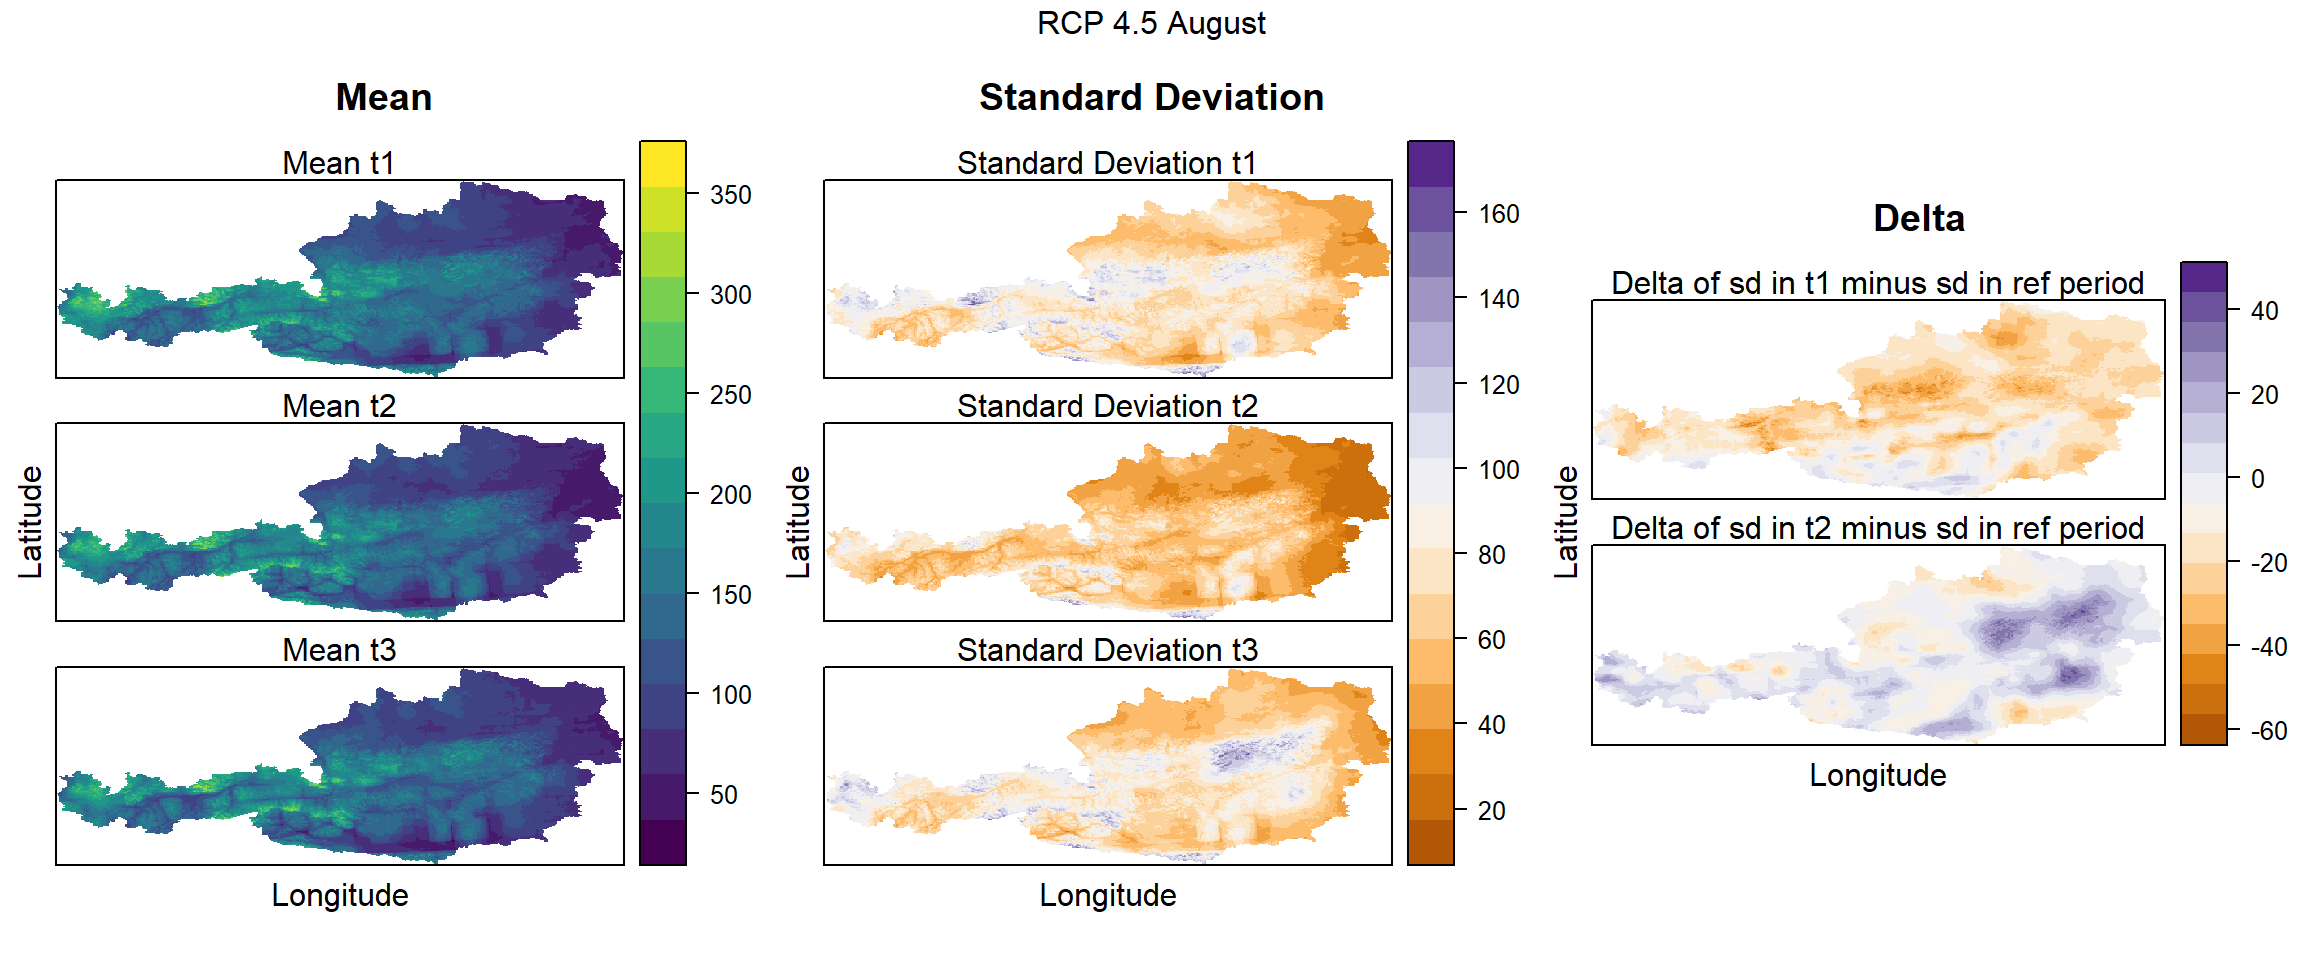 RCP 4.5 August
Mean
Mean t1
Mean t2
Mean t3
Latitude
Longitude
350
300
250
200
150
100
50
Standard Deviation
Standard Deviation t1
Standard Deviation t2
Standard Deviation t3
Latitude
Longitude
160
140
120
100
80
60
40
20
Delta
Delta of sd in t1 minus sd in ref period
Delta of sd in t2 minus sd in ref period
Latitude
Longitude
40
20
0
-20
-40
-60